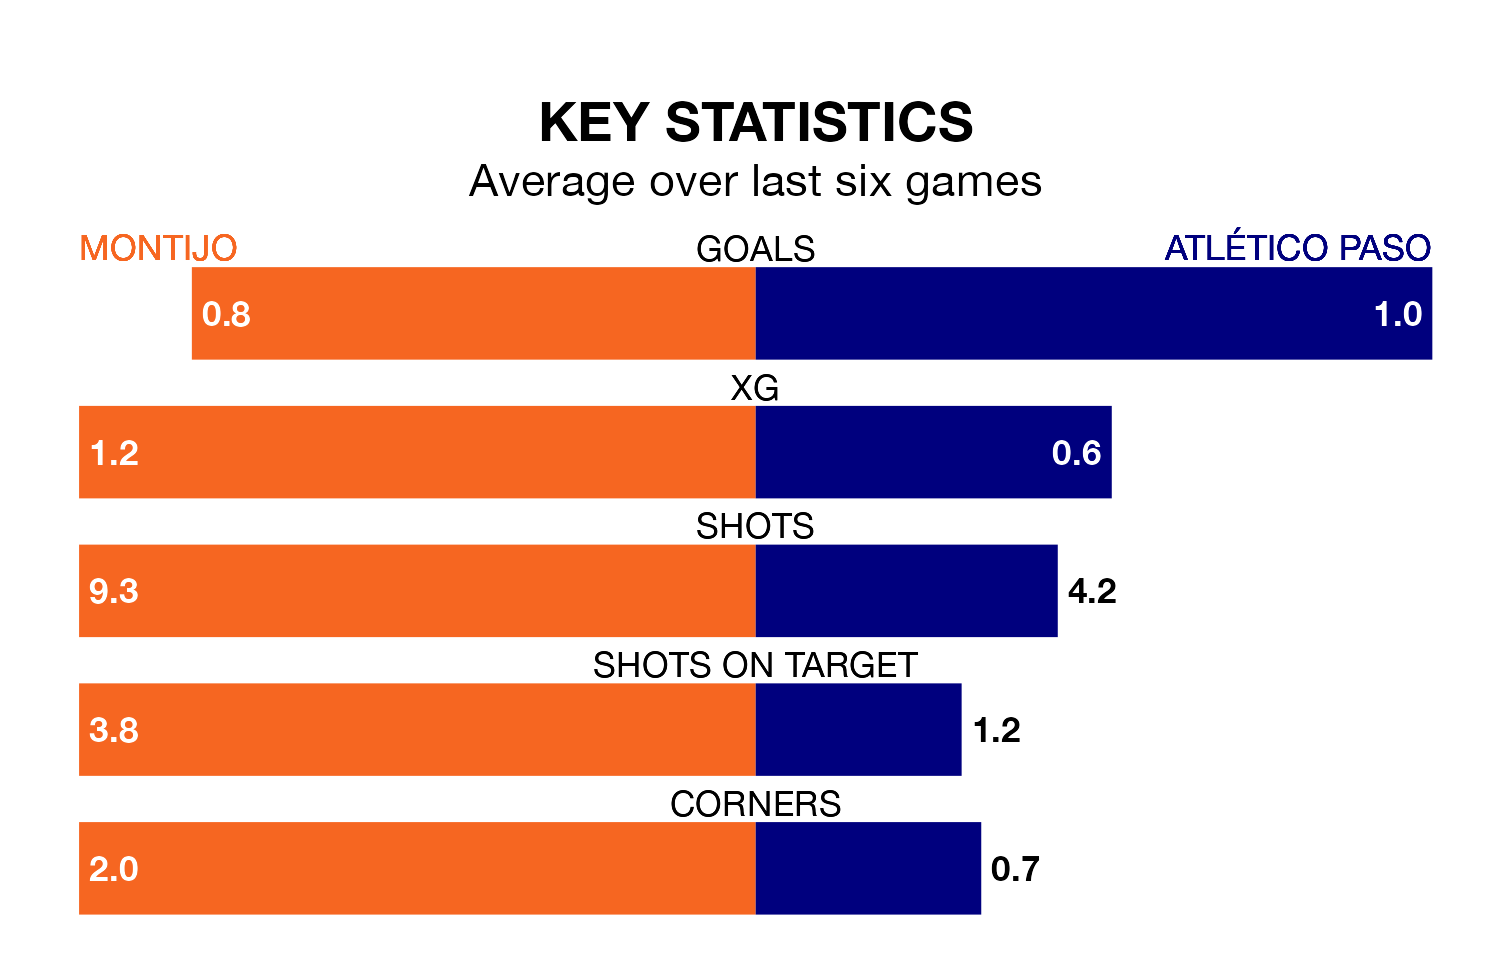 KEY STATISTICS
Average over last six games
MONTIJO GOALS ATLÉTICO PASO
0.8 1.0
XG
1.2 0.6
SHOTS
9.3 4.2
SHOTS ON TARGET
3.8 1.2
CORNERS
2.0 0.7